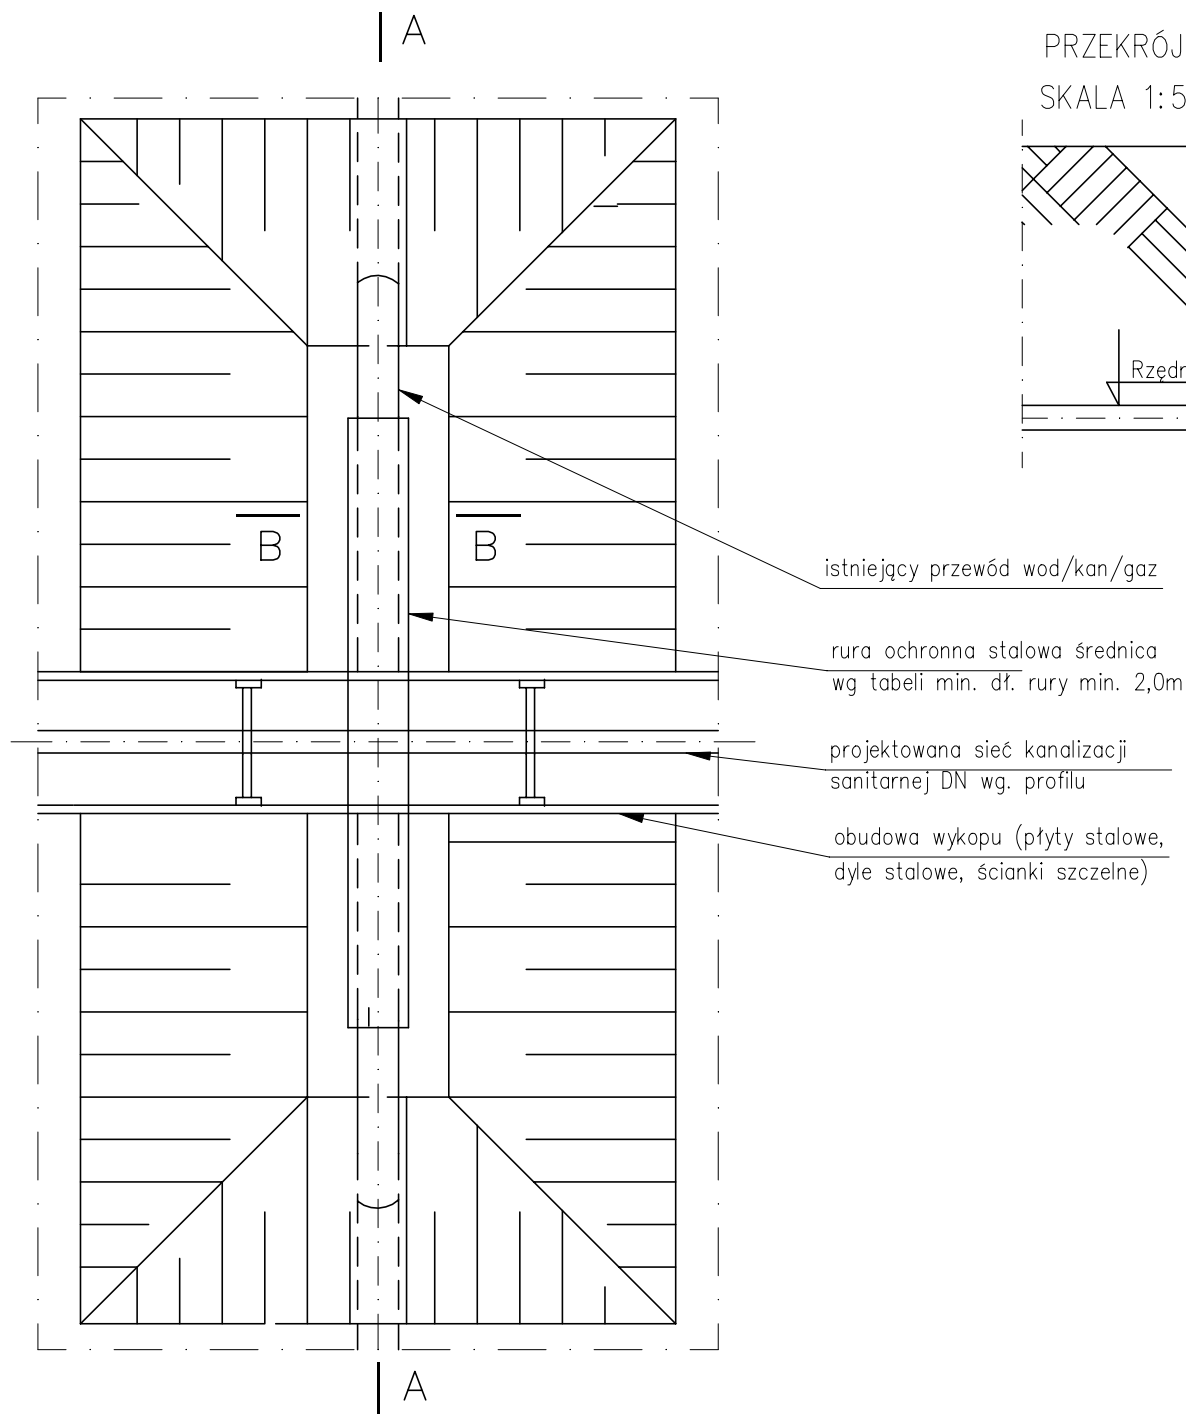 A
PRZEKRÓJ
SKALA 1:5
Rzędr
B B
istniejący przewód wod/kan/gaz
rura ochronna stalowa średnica
wg tabeli min. dł. rury min. 2,0m
projektowana sieć kanalizacji
sanitarnej DN wg. profilu
obudowa wykopu (płyty stalowe,
dyle stalowe, ścianki szczelne)
A